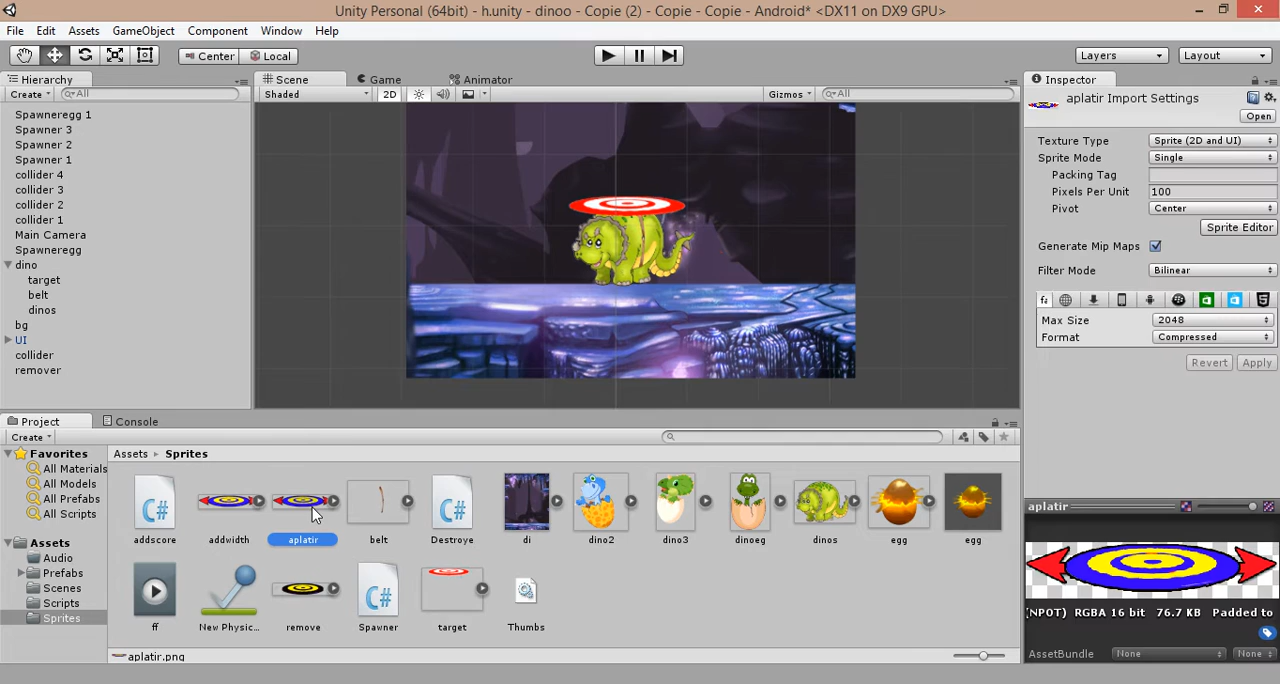 Unity Personal (64bit) - h.unity - dinoo - Copie (2) - Copie - Copie - Android* <DX11 on DX9 GPU>
File Edit Assets GameObject Component Window Help
Center Local Layers Layout
Hierarchy
Create All
Spawneregg 1
Spawner 3
Spawner 2
Spawner 1
collider 4
collider 3
collider 2
collider 1
Main Camera
Spawneregg
dino
target
belt
dinos
bg
UI
collider
remover
Scene Game Animator
Shaded 2D Gizmos All
Inspector
aplatir Import Settings
Open
Texture Type Sprite (2D and UI)
Sprite Mode Single
Packing Tag
Pixels Per Unit 100
Pivot Center
Sprite Editor
Generate Mip Maps
Filter Mode Bilinear
Max Size 2048
Format Compressed
Revert Apply
Project Console
Create
Favorites
All Materials
All Models
All Prefabs
All Scripts
Assets
Audio
Prefabs
Scenes
Scripts
Sprites
Assets Sprites
C# C#
addscore addwidth aplatir belt Destroye di dino2 dino3 dinoeg dinos egg egg
C#
ff New Physic... remove Spawner target Thumbs
aplatir.png
aplatir
(NPOT) RGBA 16 bit 76.7 KB Padded to
AssetBundle None None